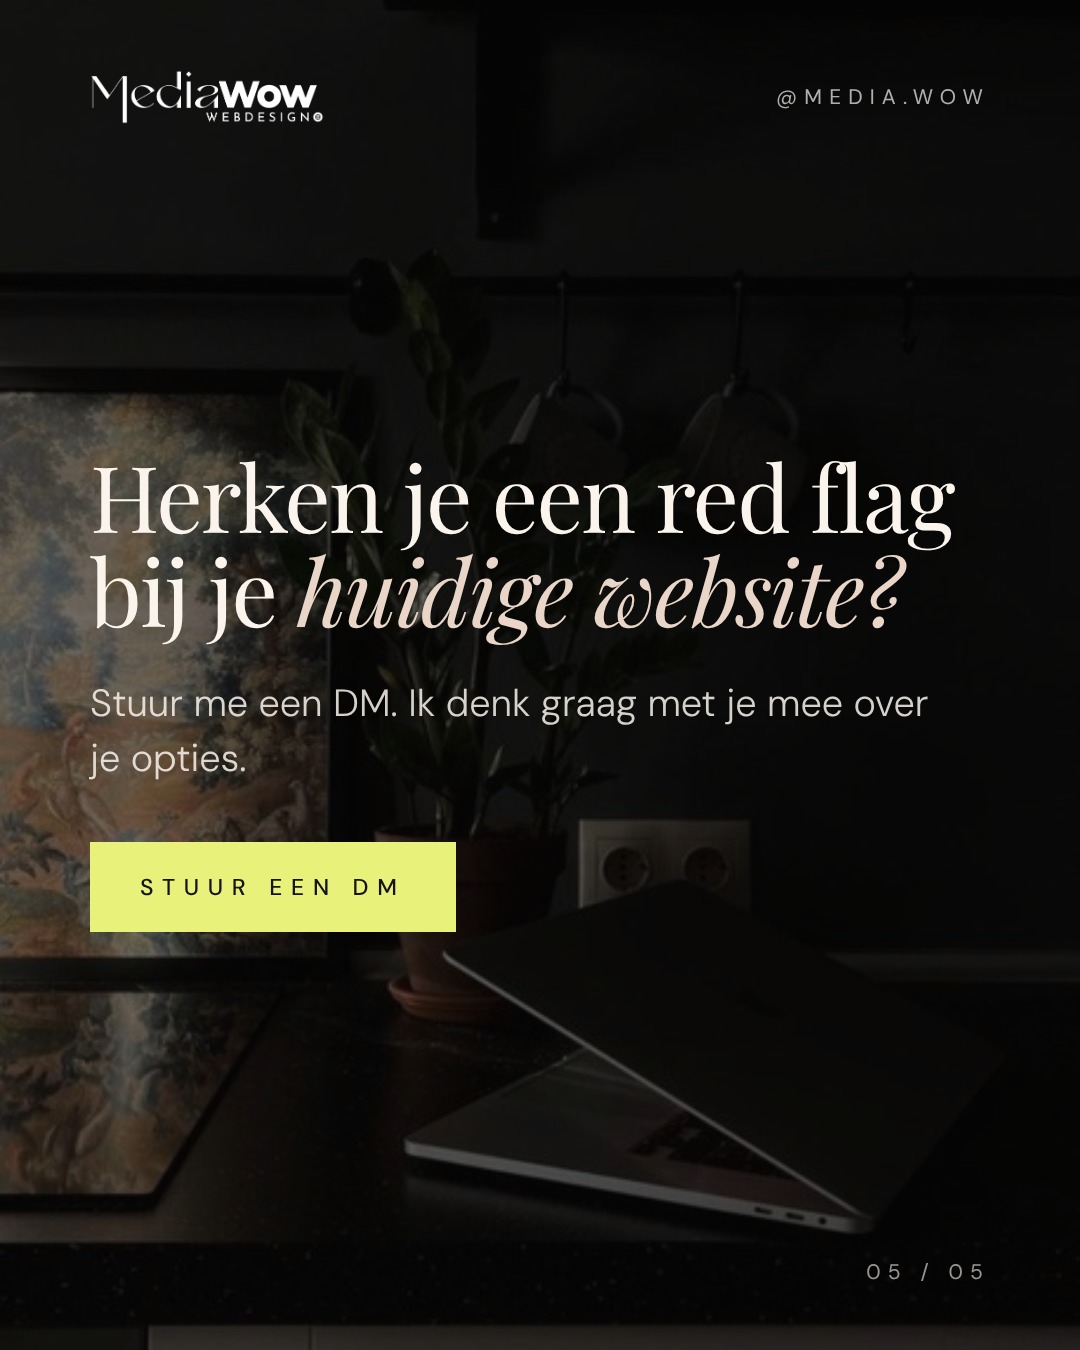 MediaWow
WEBDESIGN
@MEDIA.WOW
Herken je een red flag
bij je huidige website?
Stuur me een DM. Ik denk graag met je mee over
je opties.
STUUR EEN DM
05 / 05